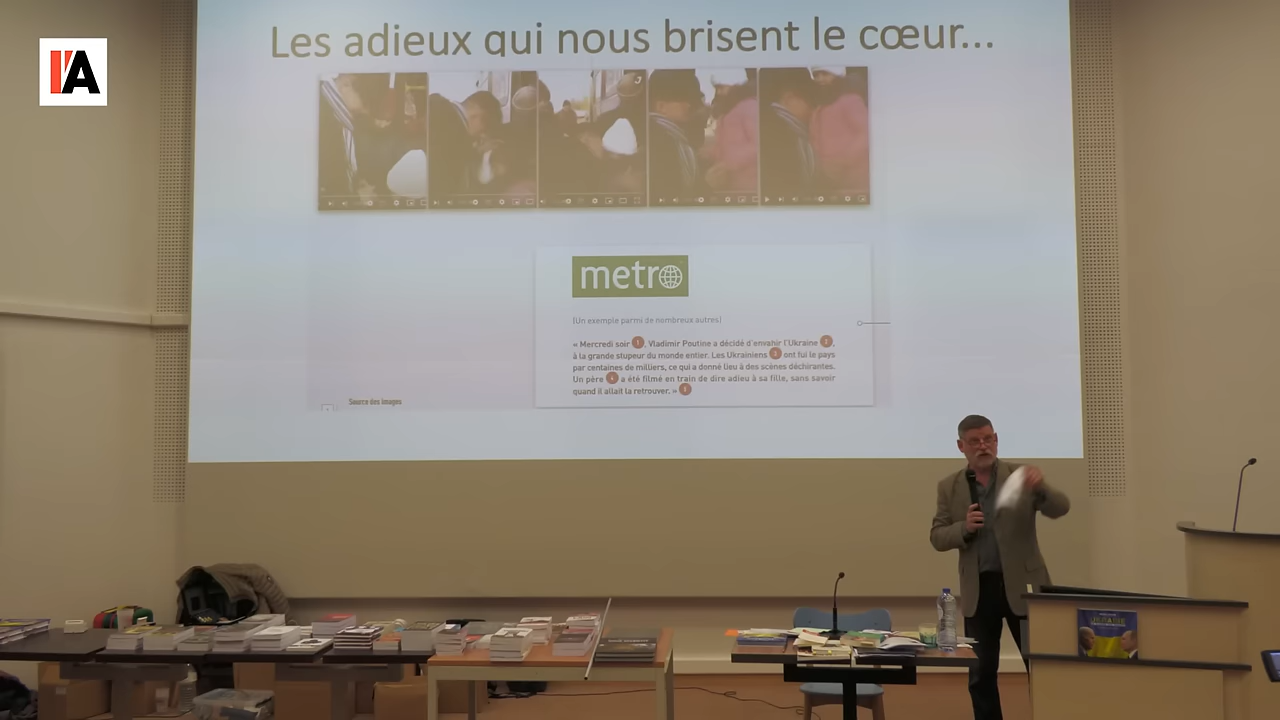 I'A
Les adieux qui nous brisent le cœur...
metro
(Un exemple parmi de nombreux autres)
« Mercredi soir 1, Vladimir Poutine a décidé d'envahir l'Ukraine 2,
à la grande stupeur du monde entier. Les Ukrainiens 3 ont fui le pays
par centaines de milliers, ce qui a donné lieu à des scènes déchirantes.
Un père 4 a été filmé en train de dire adieu à sa fille, sans savoir
quand il allait la retrouver. »
Source des images
UKRAINE